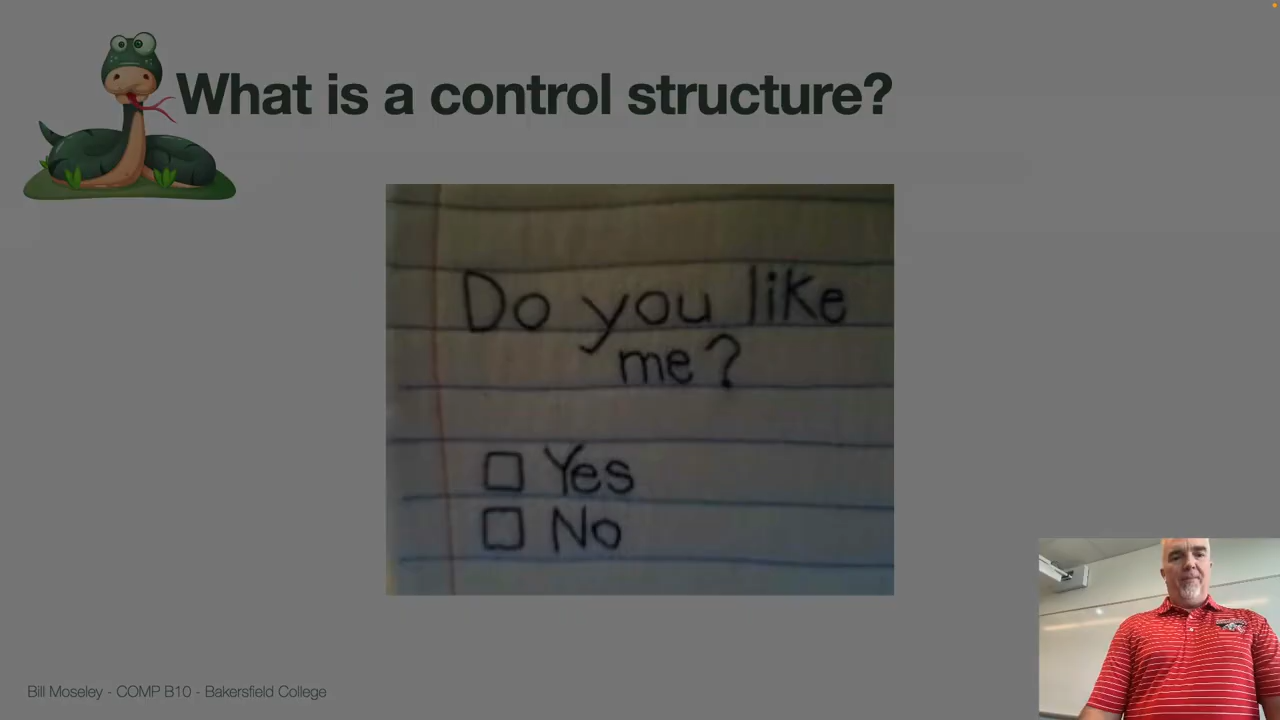 What is a control structure?
Do you like
me?
Yes
No
Bill Moseley - COMP B10 - Bakersfield College